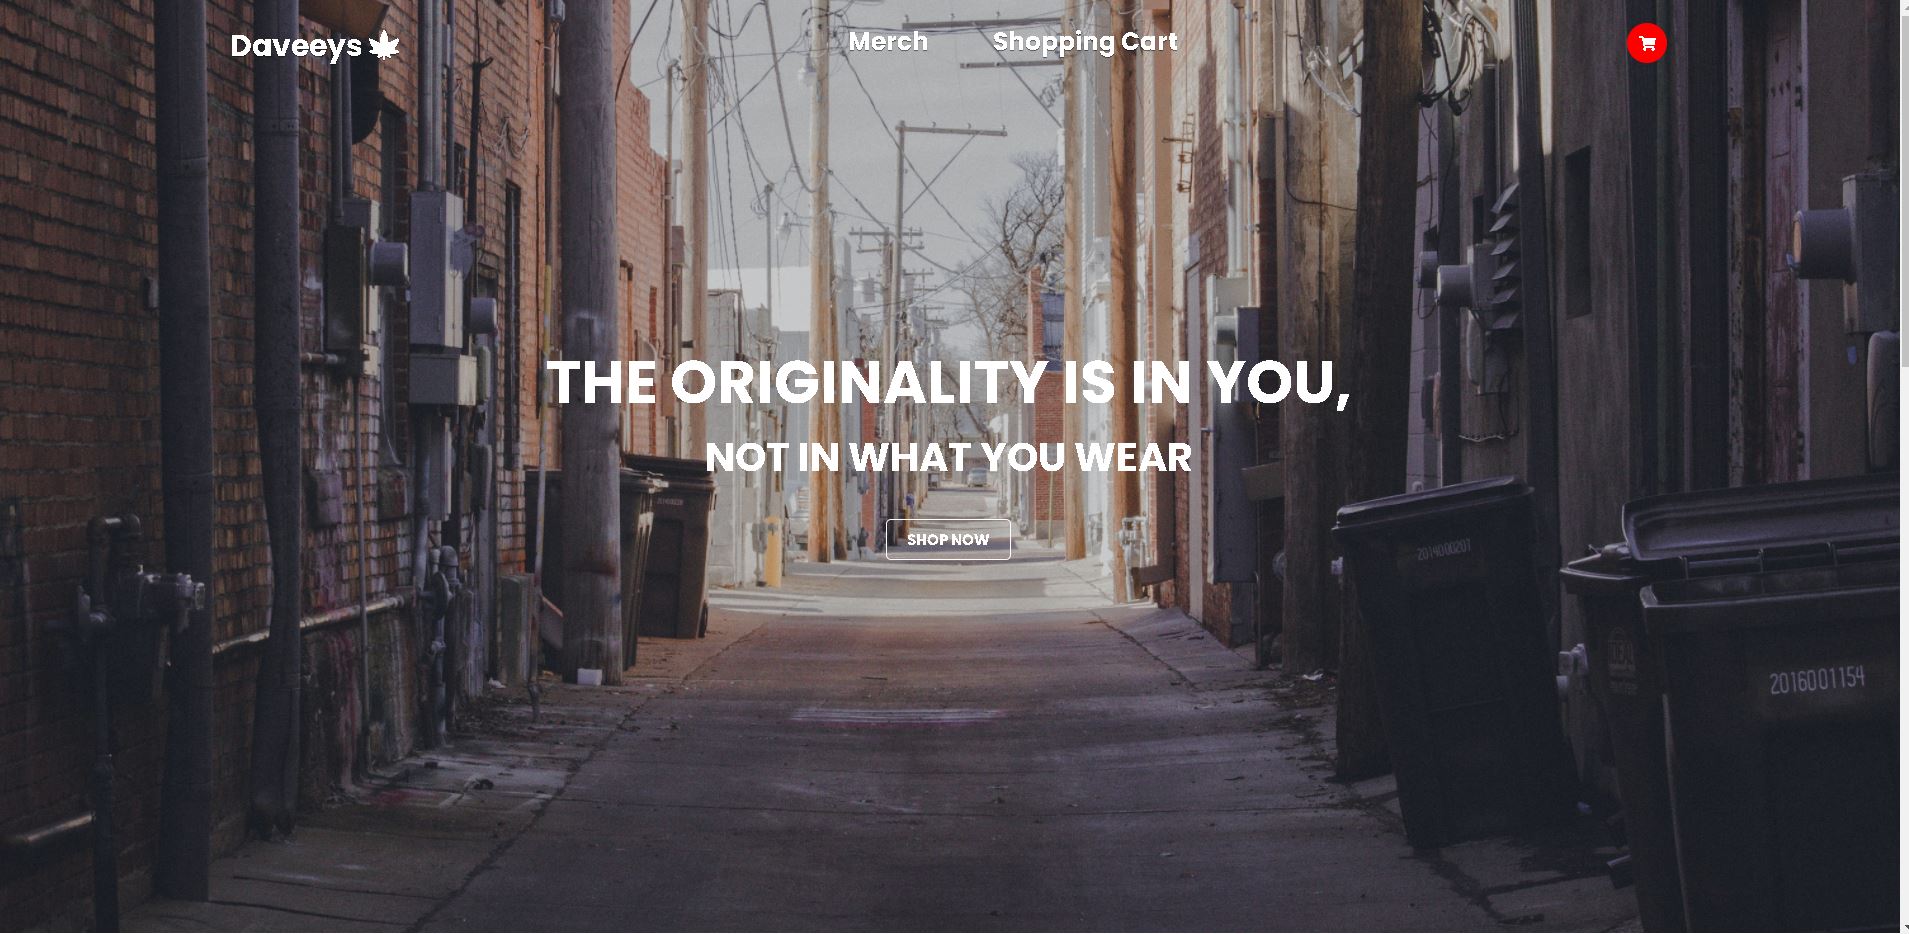 Daveeys
Merch
Shopping Cart
THE ORIGINALITY IS IN YOU,
NOT IN WHAT YOU WEAR
SHOP NOW
2014000207
2016001154